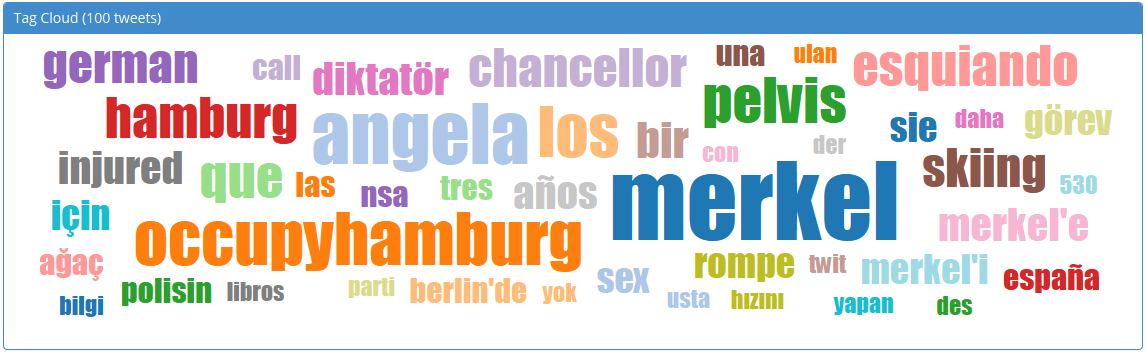 Tag Cloud (100 tweets)
german call diktatör chancellor una ulan esquiando
hamburg angela los bir pelvis sie daha görev
injured que las nsa tres años con der skiing 530
için occupyhamburg merkel merkel'e
ağaç polisin libros parti berlin'de yok sex rompe twit merkel'i españa
bilgi usta hızını yapan des